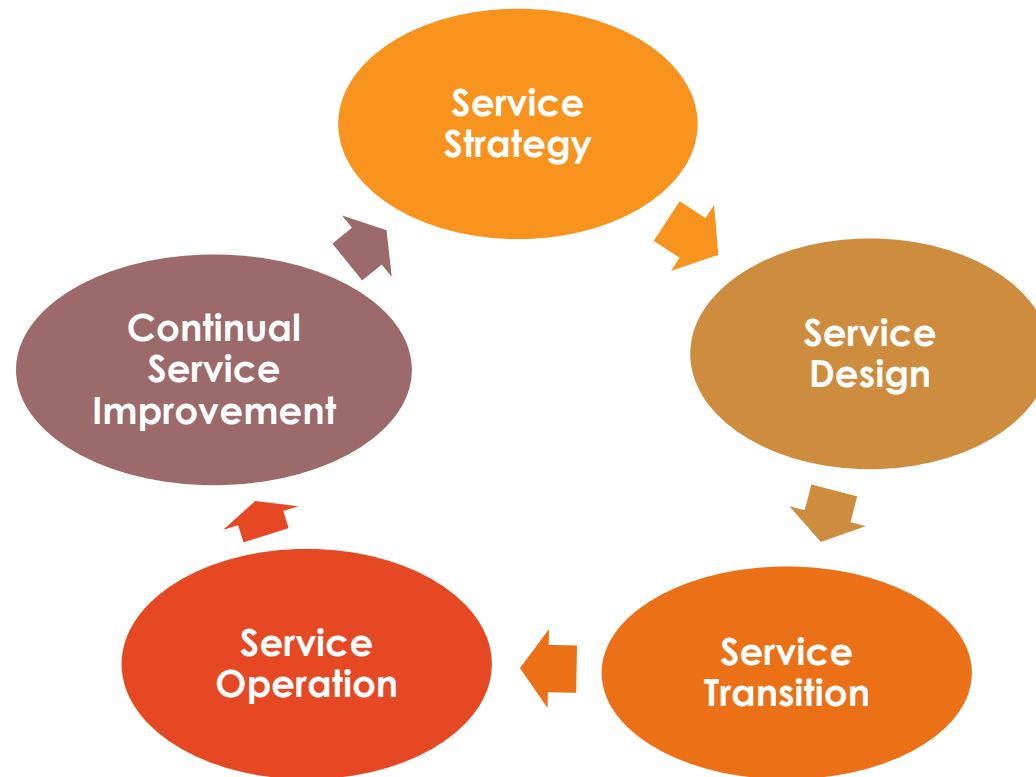 Service
Strategy
Service
Design
Service
Transition
Service
Operation
Continual
Service
Improvement